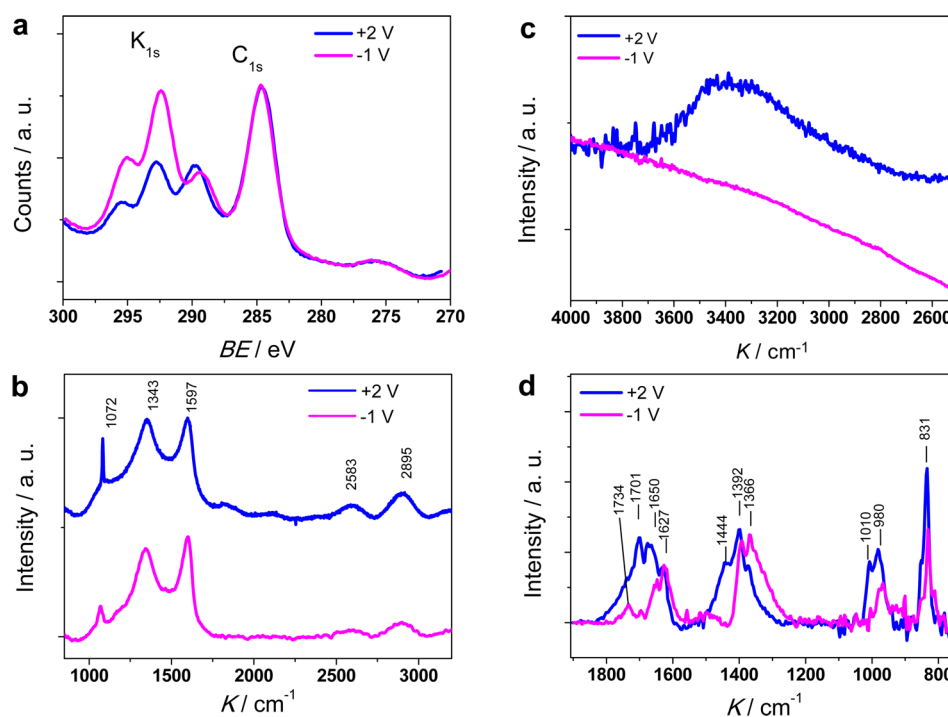 a
K1s
C1s
+2 V
-1 V
Counts / a. u.
300 295 290 285 280 275 270
BE / eV
c
+2 V
-1 V
Intensity / a. u.
4000 3800 3600 3400 3200 3000 2800 2600
K / cm-1
b
1072
1343
1597
+2 V
-1 V
2583
2895
Intensity / a. u.
1000 1500 2000 2500 3000
K / cm-1
d
+2 V
-1 V
1734
1701
1650
1627
1444
1392
1366
1010
980
831
Intensity / a. u.
1800 1600 1400 1200 1000 800
K / cm-1